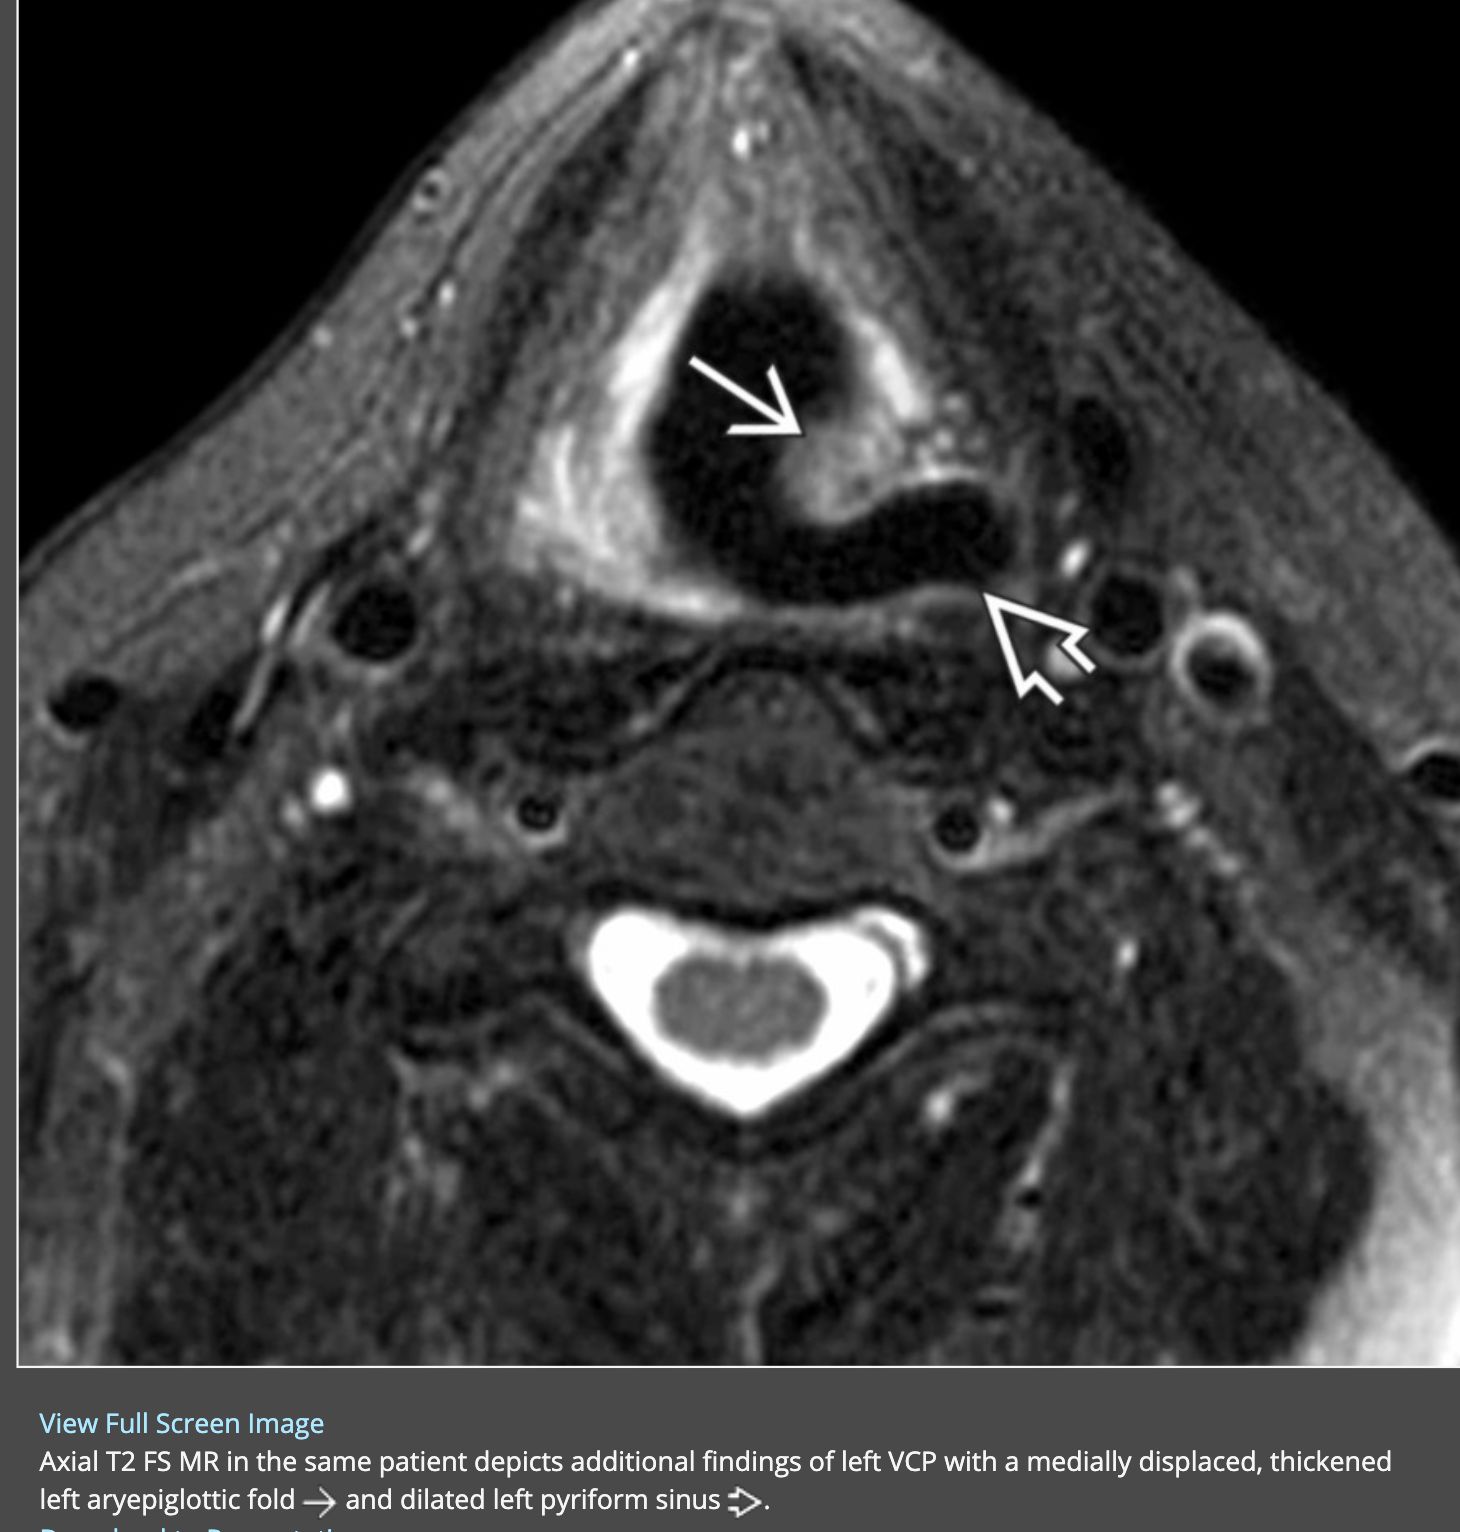 View Full Screen Image
Axial T2 FS MR in the same patient depicts additional findings of left VCP with a medially displaced, thickened
left aryepiglottic fold → and dilated left pyriform sinus ⇨.